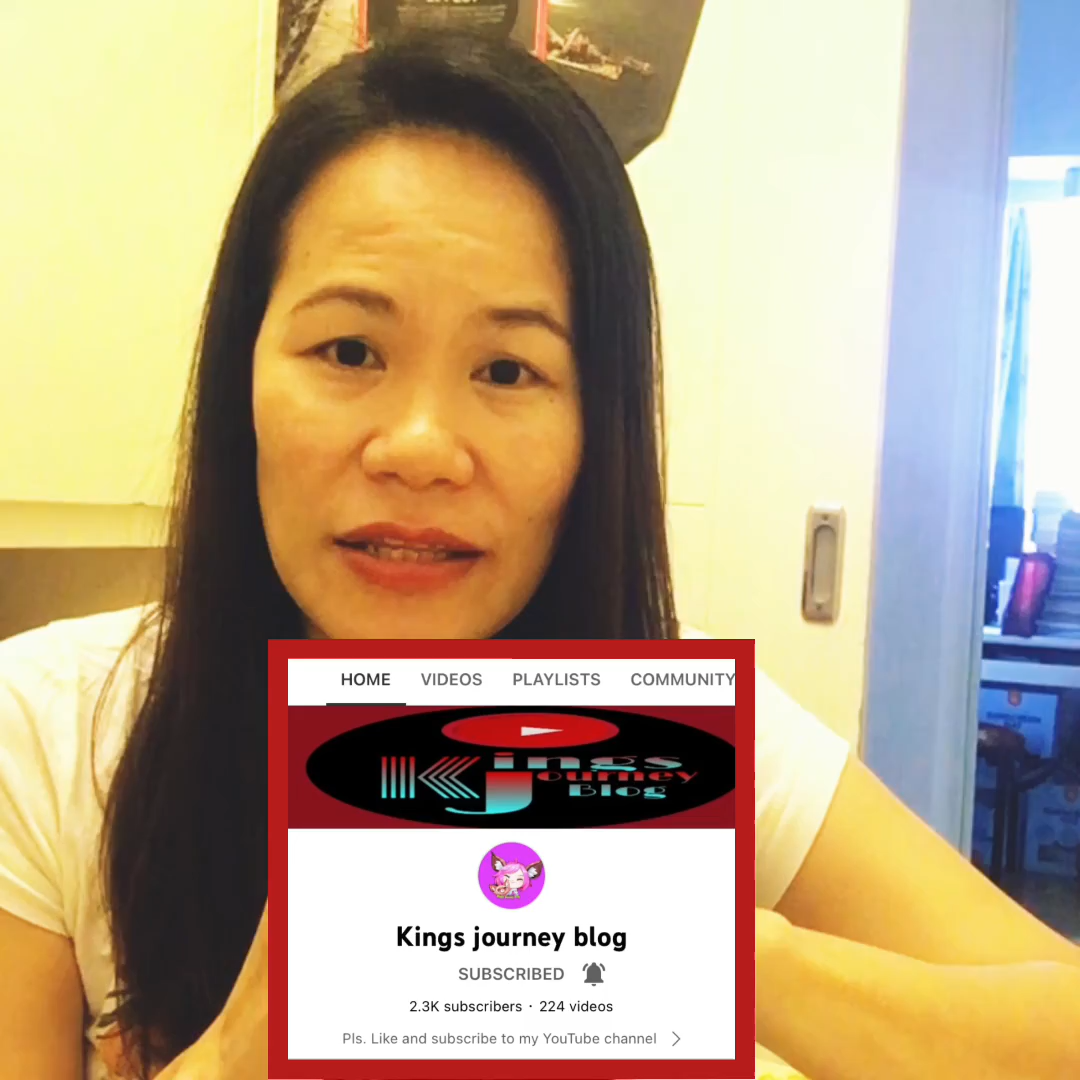 HOME VIDEOS PLAYLISTS COMMUNITY
Kings
journey
Blog
Kings journey blog
SUBSCRIBED
2.3K subscribers · 224 videos
Pls. Like and subscribe to my YouTube channel